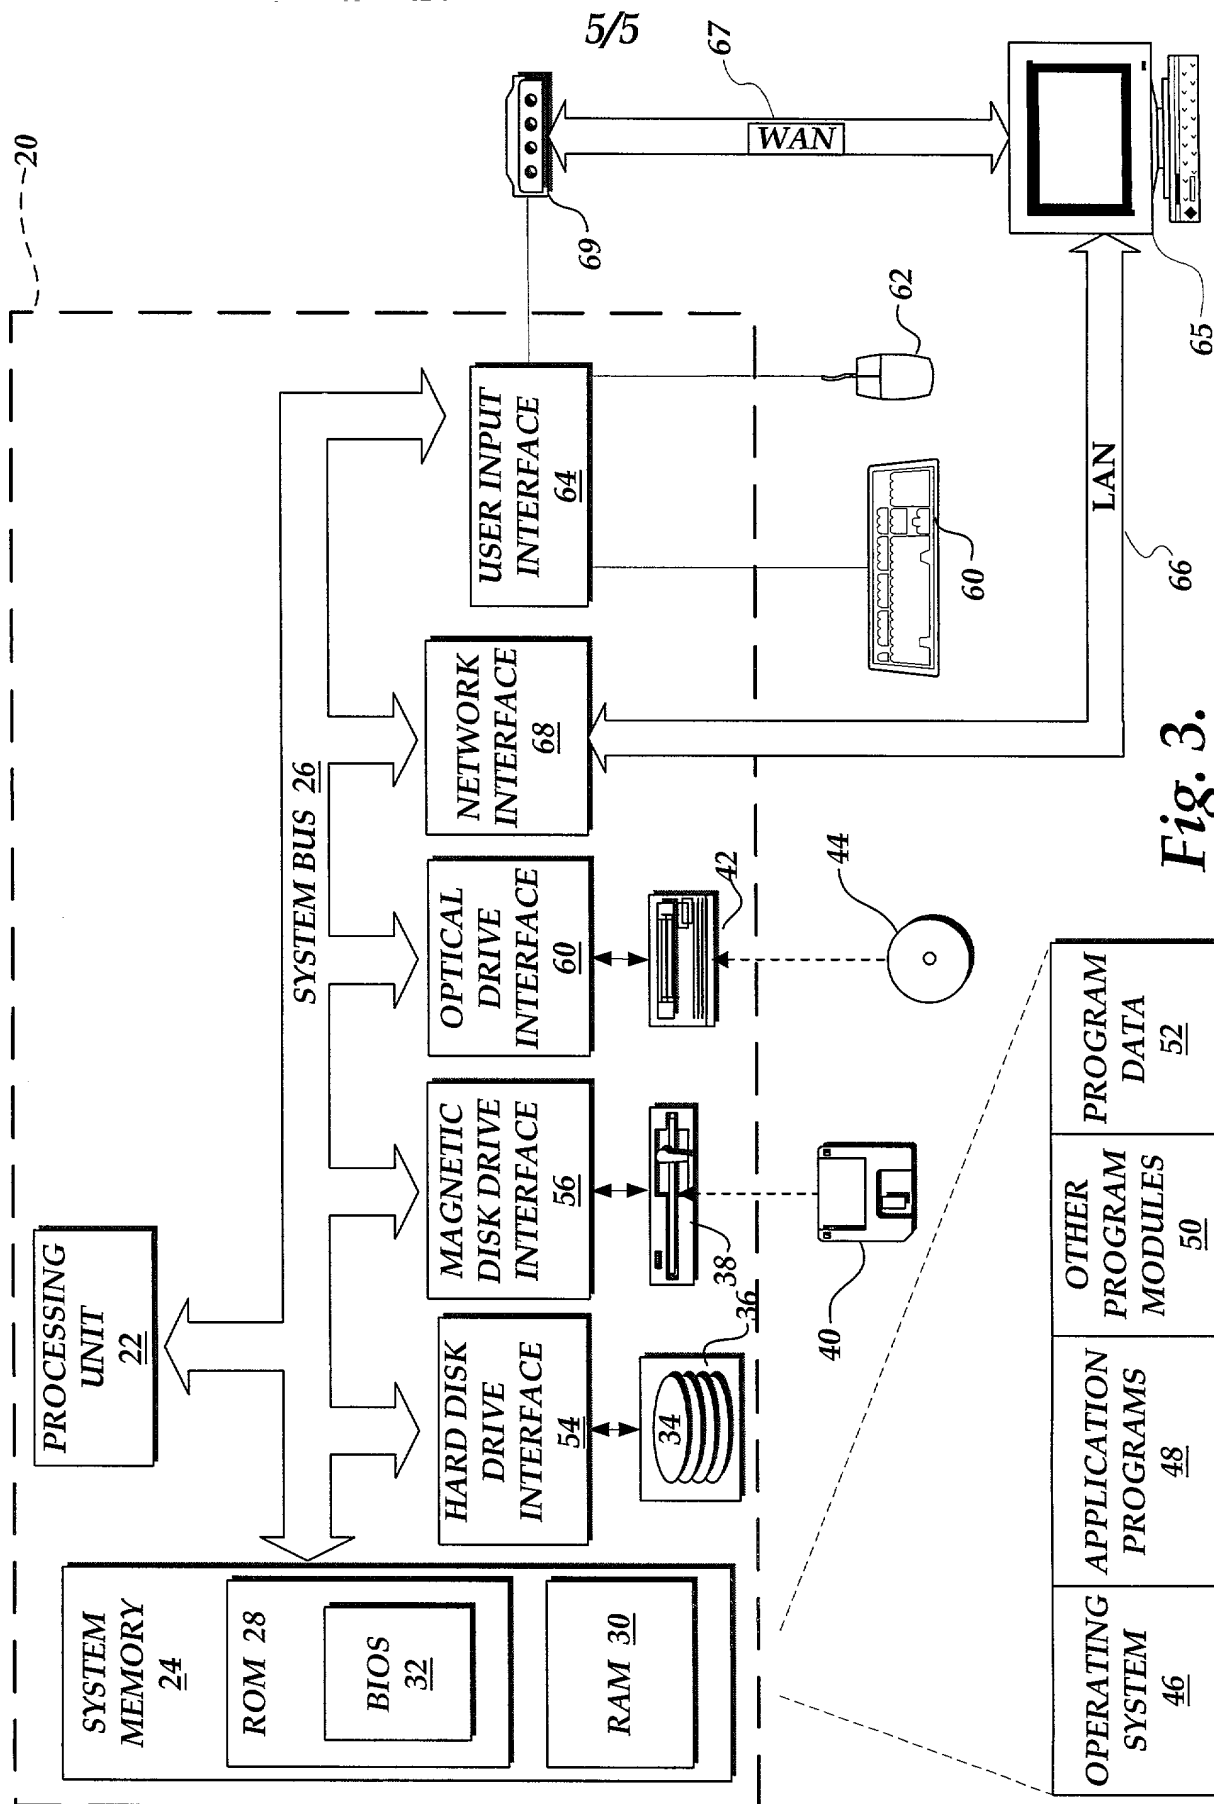 5/5
20
SYSTEM
MEMORY
24
ROM 28
BIOS
32
RAM 30
PROCESSING
UNIT
22
SYSTEM BUS 26
HARD DISK
DRIVE
INTERFACE
54
MAGNETIC
DISK DRIVE
INTERFACE
56
OPTICAL
DRIVE
INTERFACE
60
NETWORK
INTERFACE
68
USER INPUT
INTERFACE
64
34
36
38
42
40
44
60
62
69
67
WAN
65
LAN
66
OPERATING
SYSTEM
46
APPLICATION
PROGRAMS
48
OTHER
PROGRAM
MODULES
50
PROGRAM
DATA
52
Fig. 3.